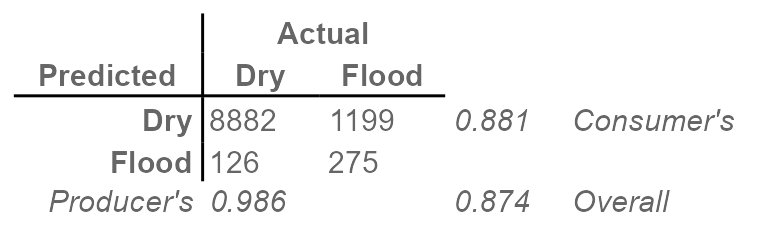 Actual
Predicted Dry Flood
Dry 8882 1199 0.881 Consumer's
Flood 126 275
Producer's 0.986 0.874 Overall